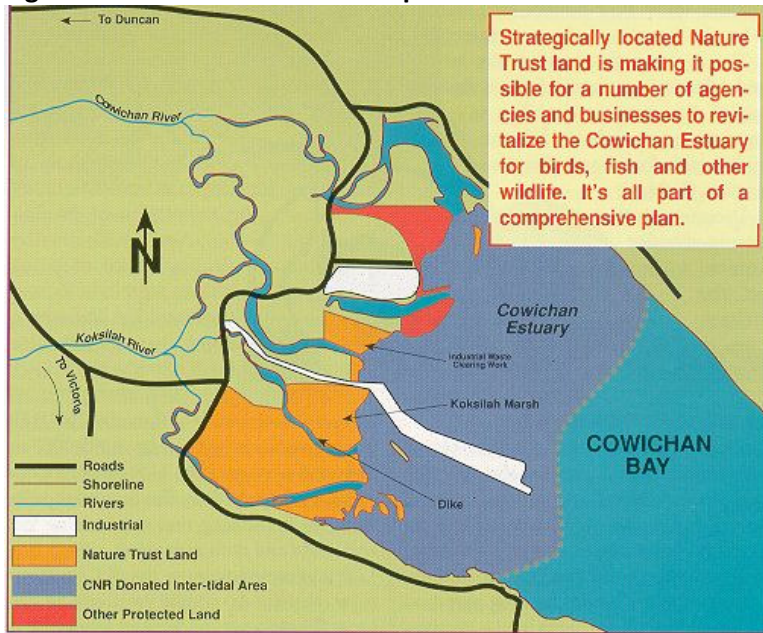 To Duncan
Cowichan River
Strategically located Nature
Trust land is making it pos-
sible for a number of agen-
cies and businesses to revi-
talize the Cowichan Estuary
for birds, fish and other
wildlife. It's all part of a
comprehensive plan.
N
Cowichan
Estuary
Koksilah River
To Victoria
Industrial Waste
Clearing Work
Koksilah Marsh
COWICHAN
BAY
Dike
Roads
Shoreline
Rivers
Industrial
Nature Trust Land
CNR Donated Inter-tidal Area
Other Protected Land